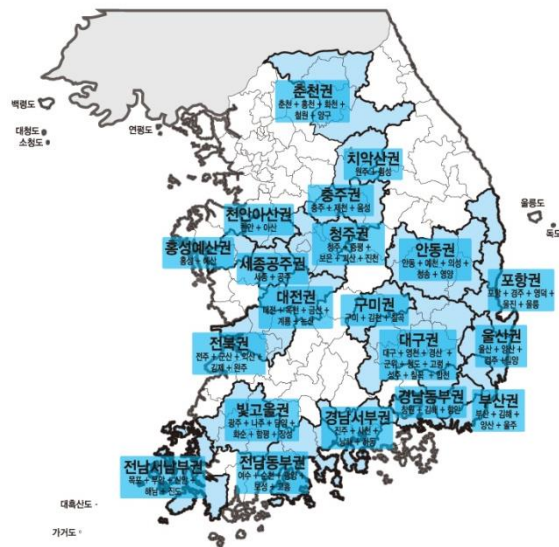 춘천권
춘천 + 홍천 + 화천 +
철원 + 양구
백령도
대청도
소청도
연평도
치악산권
원주 + 횡성
울릉도
독도
충주권
충주 + 제천 + 음성
천안아산권
천안 + 아산
청주권
청주 + 증평 +
보은 + 괴산 + 진천
안동권
안동 + 예천 + 의성 +
청송 + 영양
홍성예산권
홍성 + 예산
세종공주권
세종 + 공주
포항권
포항 + 경주 + 영덕 +
울진 + 울릉
대전권
대전 + 옥천 + 금산 +
계룡 + 논산
구미권
구미 + 김천 + 칠곡
전북권
전주 + 군산 + 익산 +
김제 + 완주
대구권
대구 + 영천 + 경산 +
군위 + 청도 + 고령 +
성주 + 칠곡 + 합천
울산권
울산 + 양산 +
경주 + 밀양
빛고을권
광주 + 나주 + 담양 +
화순 + 함평 + 장성
경남서부권
진주 + 사천 +
남해 + 하동
경남동부권
창원 + 김해 + 함안
부산권
부산 + 김해 +
양산 + 울주
전남서남부권
목포 + 무안 + 신안 +
해남 + 진도
전남동부권
여수 + 순천 + 광양 +
보성 + 고흥
대흑산도
가거도